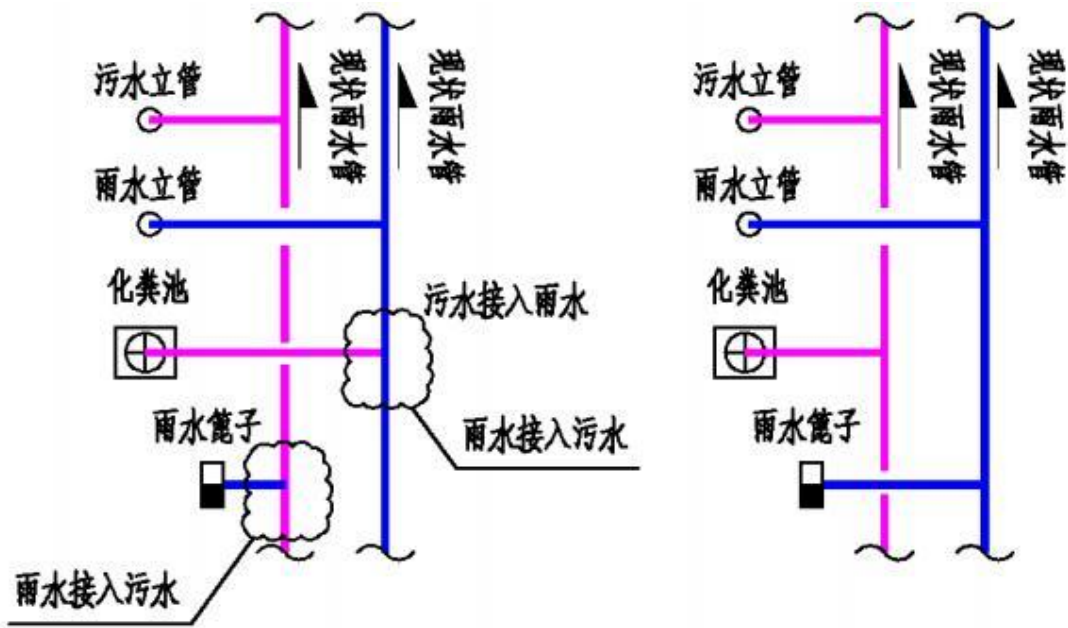 污水立管
现状雨水管
现状雨水管
雨水立管
化粪池
污水接入雨水
雨水篦子
雨水接入污水
雨水接入污水
污水立管
现状雨水管
现状雨水管
雨水立管
化粪池
雨水篦子